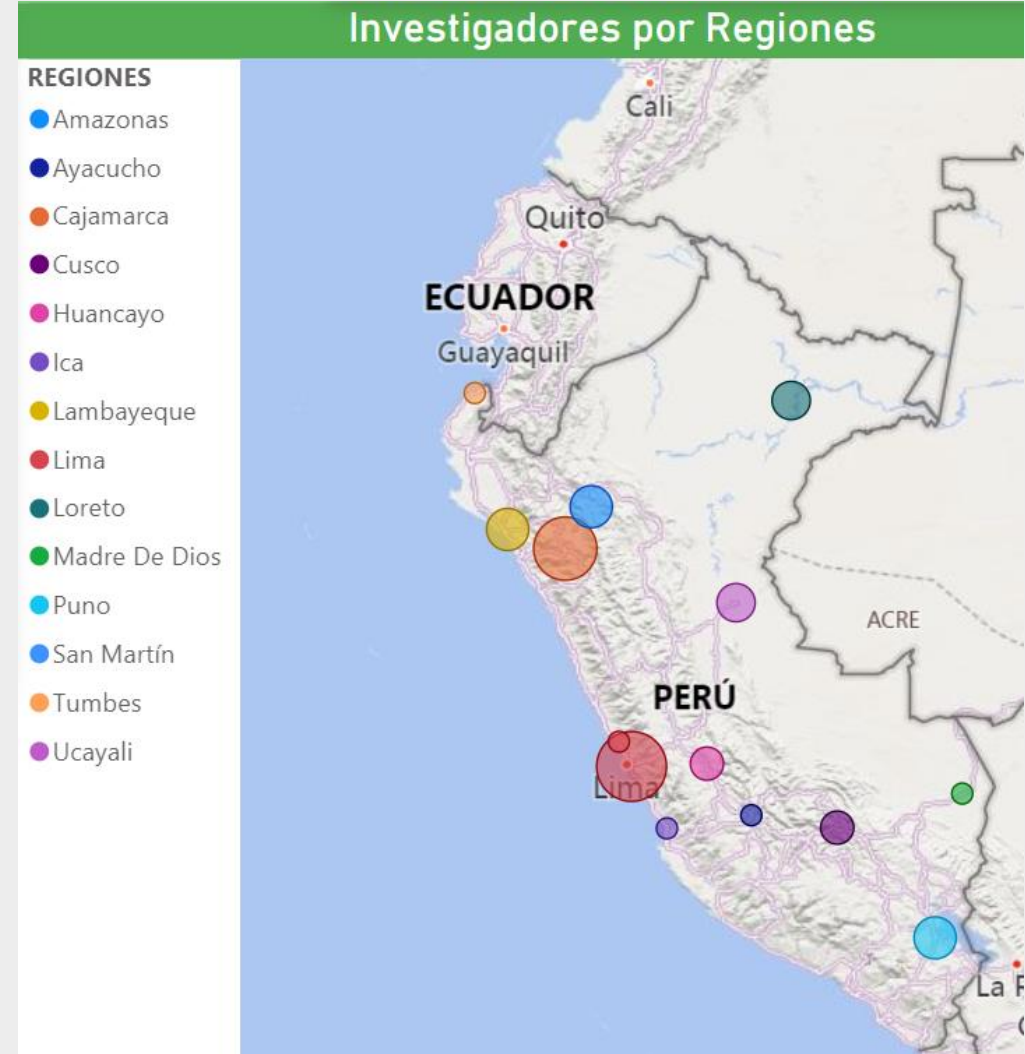 Investigadores por Regiones
REGIONES
Amazonas
Ayacucho
Cajamarca
Cusco
Huancayo
Ica
Lambayeque
Lima
Loreto
Madre De Dios
Puno
San Martín
Tumbes
Ucayali
Cali
Quito
ECUADOR
Guayaquil
ACRE
PERÚ
Lima
La